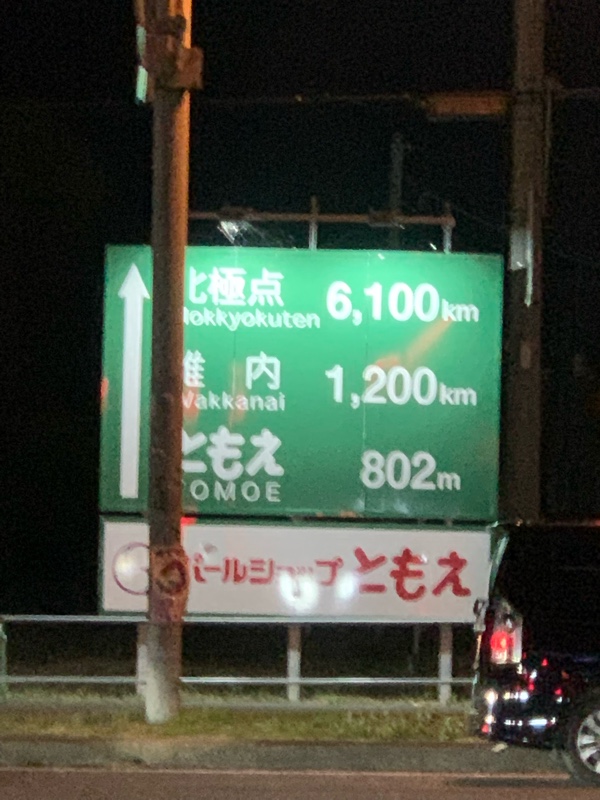 北極点 6,100km
Hokkyokuten
稚内 1,200km
Wakkanai
ともえ 802m
TOMOE
パールショップともえ